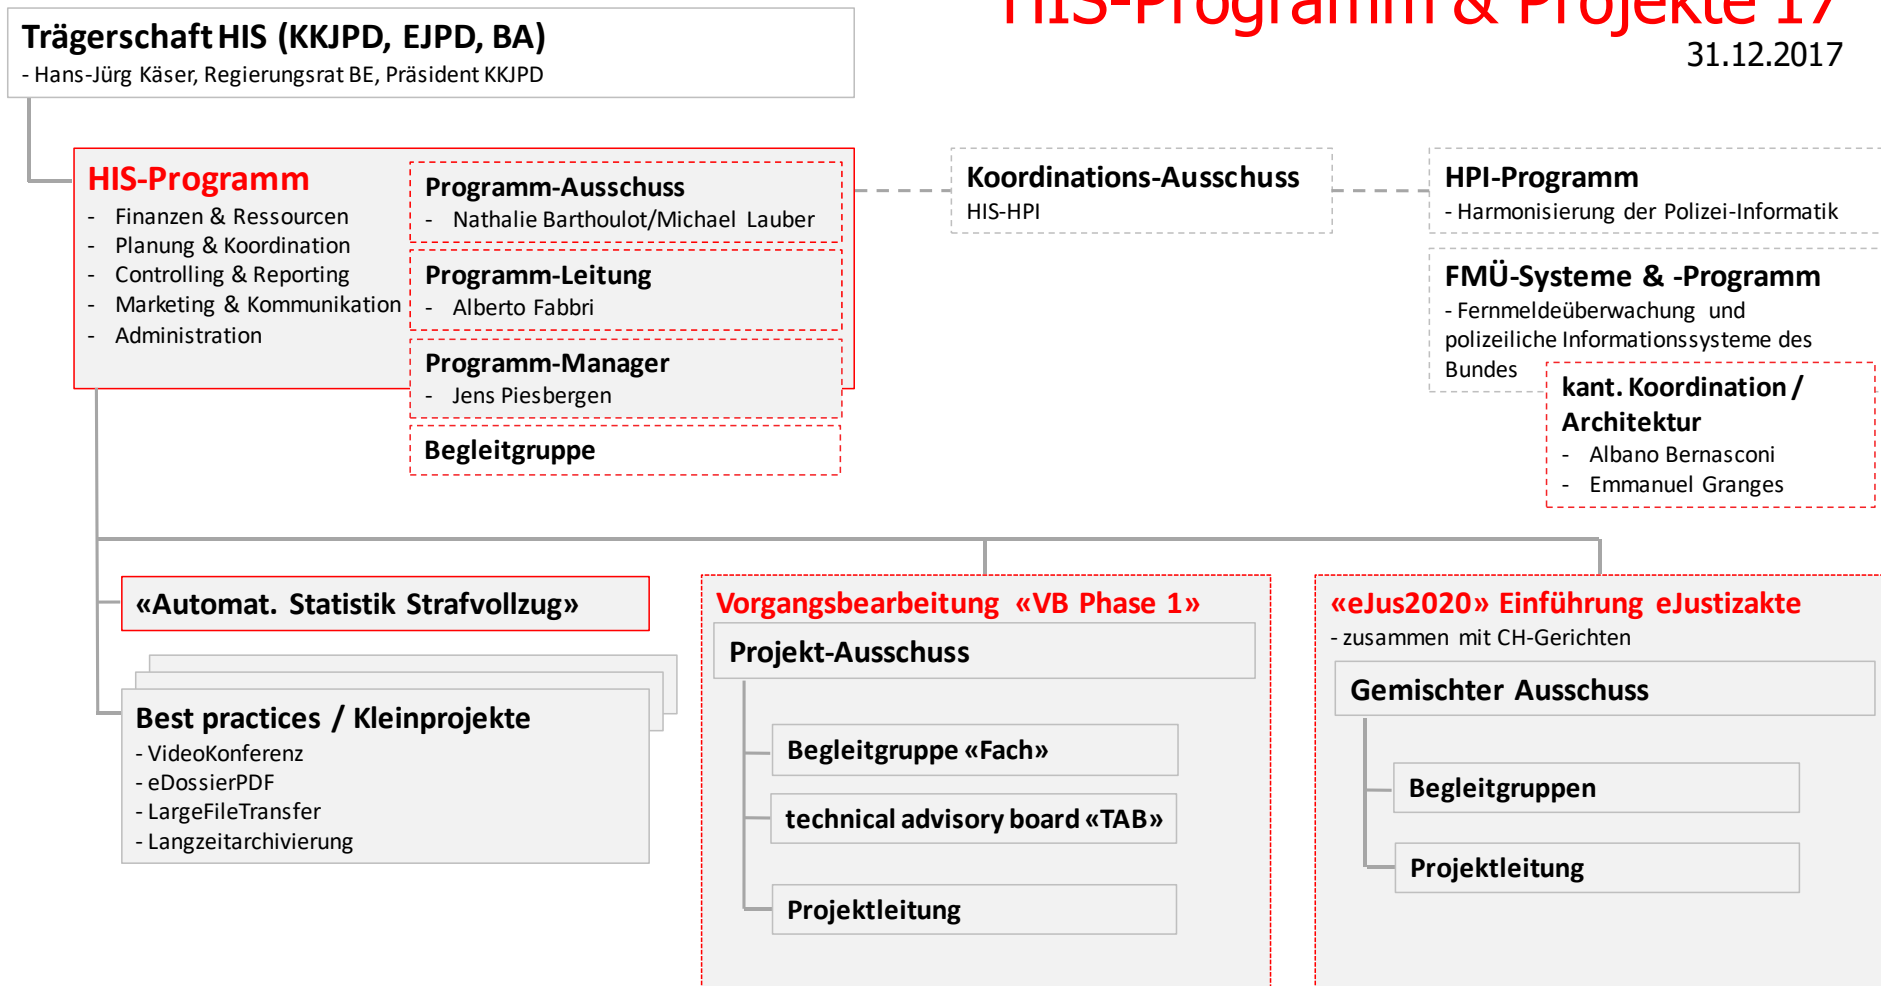 HIS-Programm & Projekte 17
31.12.2017
Trägerschaft HIS (KKJPD, EJPD, BA)
- Hans-Jürg Käser, Regierungsrat BE, Präsident KKJPD
HIS-Programm
- Finanzen & Ressourcen
- Planung & Koordination
- Controlling & Reporting
- Marketing & Kommunikation
- Administration
Programm-Ausschuss
- Nathalie Barthoulot/Michael Lauber
Programm-Leitung
- Alberto Fabbri
Programm-Manager
- Jens Piesbergen
Begleitgruppe
Koordinations-Ausschuss
HIS-HPI
HPI-Programm
- Harmonisierung der Polizei-Informatik
FMÜ-Systeme & -Programm
- Fernmeldeüberwachung und
polizeiliche Informationssysteme des
Bundes
kant. Koordination /
Architektur
- Albano Bernasconi
- Emmanuel Granges
«Automat. Statistik Strafvollzug»
Best practices / Kleinprojekte
- VideoKonferenz
- eDossierPDF
- LargeFileTransfer
- Langzeitarchivierung
Vorgangsbearbeitung «VB Phase 1»
Projekt-Ausschuss
Begleitgruppe «Fach»
technical advisory board «TAB»
Projektleitung
«eJus2020» Einführung eJustizakte
- zusammen mit CH-Gerichten
Gemischter Ausschuss
Begleitgruppen
Projektleitung